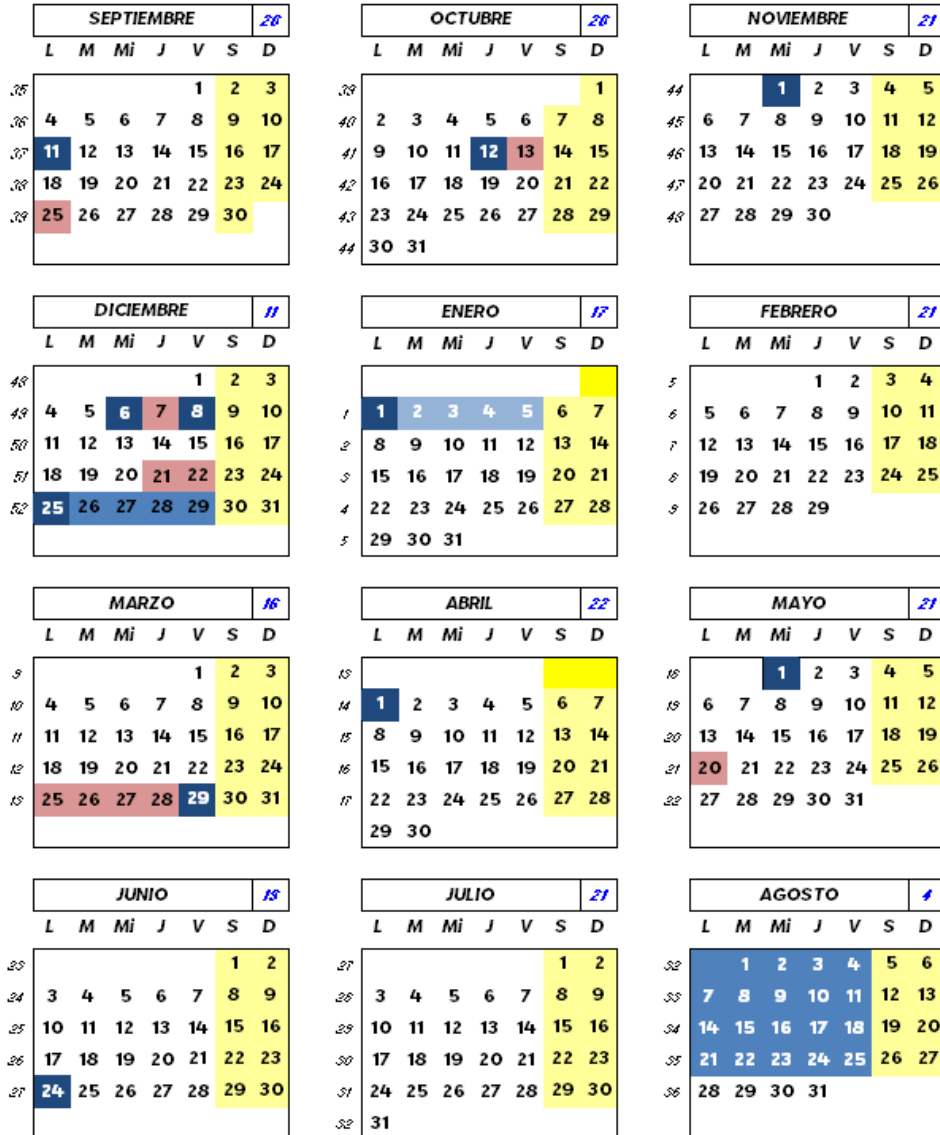 SEPTIEMBRE 20
L M Mi J V S D
35 1 2 3
36 4 5 6 7 8 9 10
37 11 12 13 14 15 16 17
38 18 19 20 21 22 23 24
39 25 26 27 28 29 30
OCTUBRE 20
L M Mi J V S D
39 1
40 2 3 4 5 6 7 8
41 9 10 11 12 13 14 15
42 16 17 18 19 20 21 22
43 23 24 25 26 27 28 29
44 30 31
NOVIEMBRE 21
L M Mi J V S D
44 1 2 3 4 5
45 6 7 8 9 10 11 12
46 13 14 15 16 17 18 19
47 20 21 22 23 24 25 26
48 27 28 29 30
DICIEMBRE 11
L M Mi J V S D
48 1 2 3
49 4 5 6 7 8 9 10
50 11 12 13 14 15 16 17
51 18 19 20 21 22 23 24
52 25 26 27 28 29 30 31
ENERO 17
L M Mi J V S D
1 1 2 3 4 5 6 7
2 8 9 10 11 12 13 14
3 15 16 17 18 19 20 21
4 22 23 24 25 26 27 28
5 29 30 31
FEBRERO 21
L M Mi J V S D
5 1 2 3 4
6 5 6 7 8 9 10 11
7 12 13 14 15 16 17 18
8 19 20 21 22 23 24 25
9 26 27 28 29
MARZO 16
L M Mi J V S D
9 1 2 3
10 4 5 6 7 8 9 10
11 11 12 13 14 15 16 17
12 18 19 20 21 22 23 24
13 25 26 27 28 29 30 31
ABRIL 22
L M Mi J V S D
13
14 1 2 3 4 5 6 7
15 8 9 10 11 12 13 14
16 15 16 17 18 19 20 21
17 22 23 24 25 26 27 28
29 30
MAYO 21
L M Mi J V S D
18 1 2 3 4 5
19 6 7 8 9 10 11 12
20 13 14 15 16 17 18 19
21 20 21 22 23 24 25 26
22 27 28 29 30 31
JUNIO 19
L M Mi J V S D
23 1 2
24 3 4 5 6 7 8 9
25 10 11 12 13 14 15 16
26 17 18 19 20 21 22 23
27 24 25 26 27 28 29 30
JULIO 21
L M Mi J V S D
27 1 2
28 3 4 5 6 7 8 9
29 10 11 12 13 14 15 16
30 17 18 19 20 21 22 23
31 24 25 26 27 28 29 30
32 31
AGOSTO 4
L M Mi J V S D
32 1 2 3 4 5 6
33 7 8 9 10 11 12 13
34 14 15 16 17 18 19 20
35 21 22 23 24 25 26 27
36 28 29 30 31